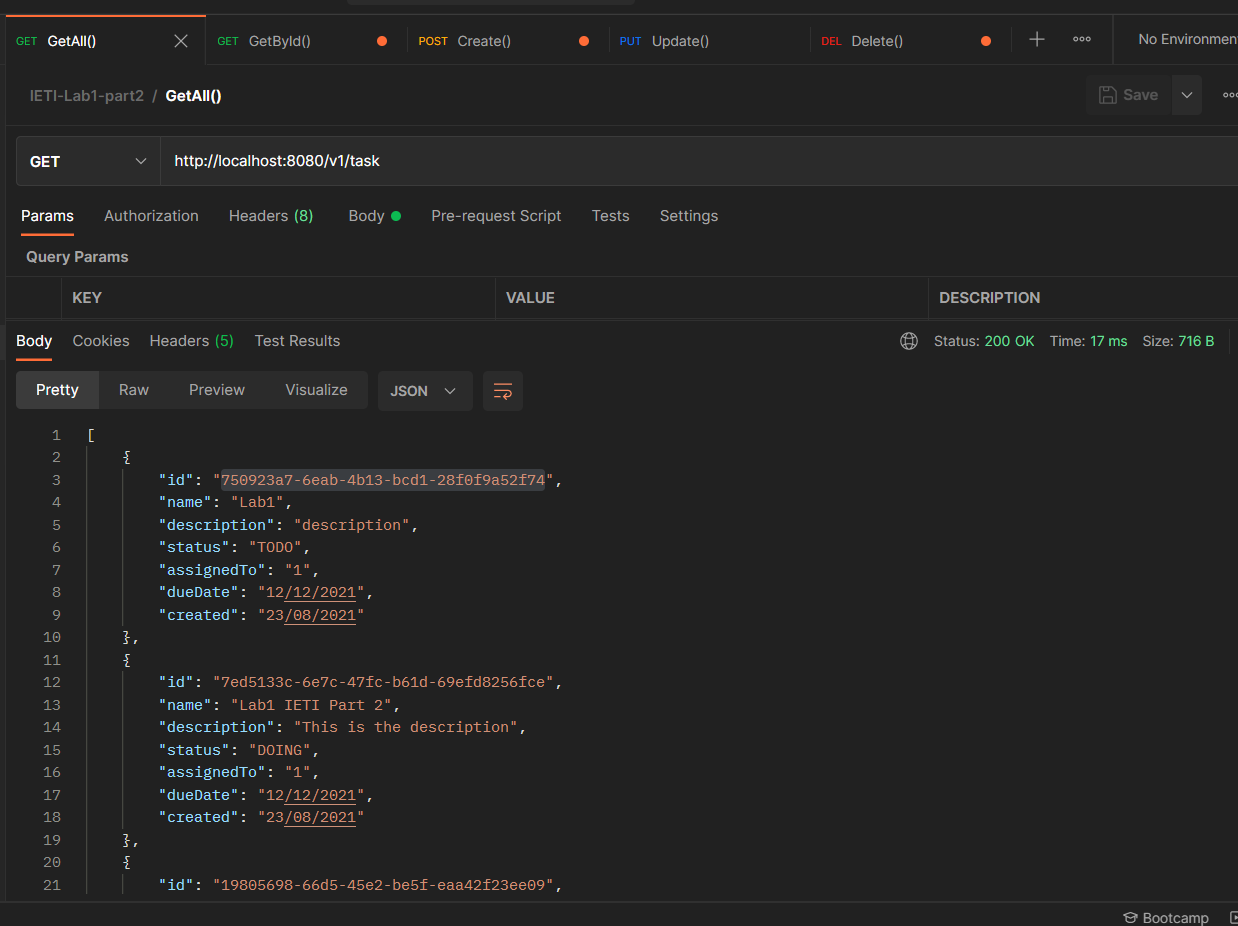 GET GetAll() GET GetById() POST Create() PUT Update() DEL Delete() No Environmen
IETI-Lab1-part2 / GetAll() Save
GET http://localhost:8080/v1/task
Params Authorization Headers (8) Body Pre-request Script Tests Settings
Query Params
KEY VALUE DESCRIPTION
Body Cookies Headers (5) Test Results Status: 200 OK Time: 17 ms Size: 716 B
Pretty Raw Preview Visualize JSON
1 [
2 {
3 "id": "750923a7-6eab-4b13-bcd1-28f0f9a52f74",
4 "name": "Lab1",
5 "description": "description",
6 "status": "TODO",
7 "assignedTo": "1",
8 "dueDate": "12/12/2021",
9 "created": "23/08/2021"
10 },
11 {
12 "id": "7ed5133c-6e7c-47fc-b61d-69efd8256fce",
13 "name": "Lab1 IETI Part 2",
14 "description": "This is the description",
15 "status": "DOING",
16 "assignedTo": "1",
17 "dueDate": "12/12/2021",
18 "created": "23/08/2021"
19 },
20 {
21 "id": "19805698-66d5-45e2-be5f-eaa42f23ee09",
Bootcamp